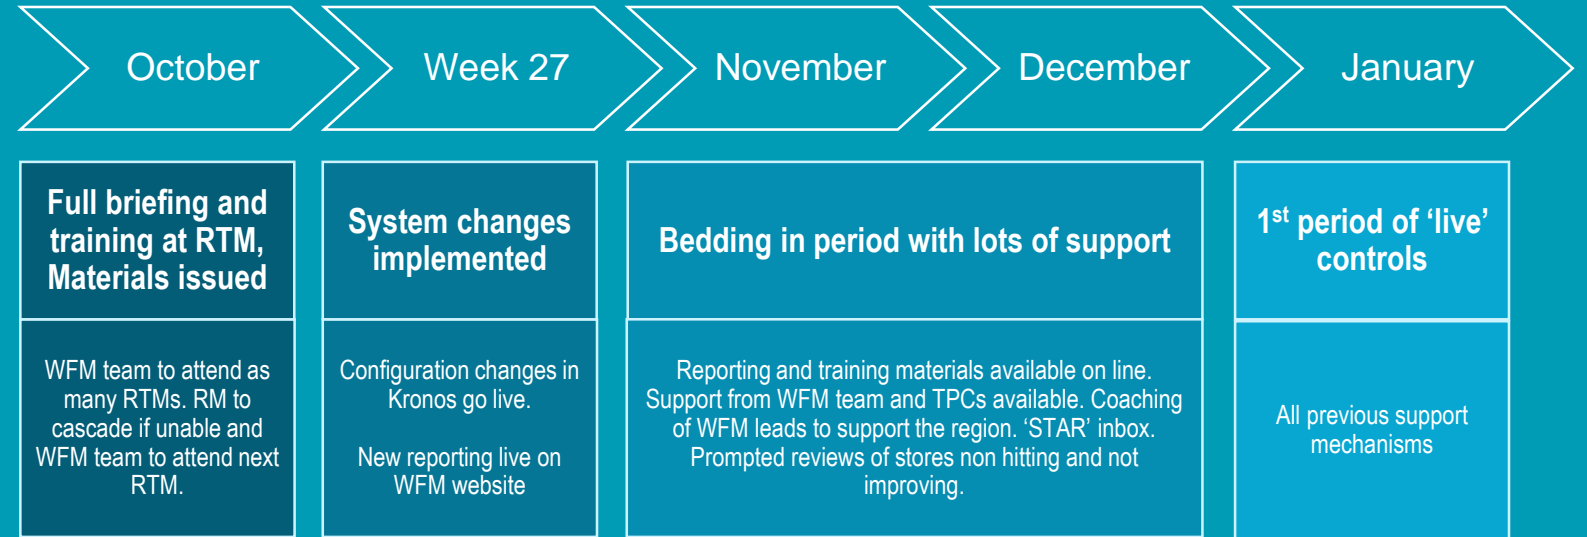 October
Week 27
November
December
January
Full briefing and
training at RTM,
Materials issued
System changes
implemented
Bedding in period with lots of support
1st period of ‘live’
controls
WFM team to attend as
many RTMs. RM to
cascade if unable and
WFM team to attend next
RTM.
Configuration changes in
Kronos go live.
New reporting live on
WFM website
Reporting and training materials available on line.
Support from WFM team and TPCs available. Coaching
of WFM leads to support the region. ‘STAR’ inbox.
Prompted reviews of stores non hitting and not
improving.
All previous support
mechanisms